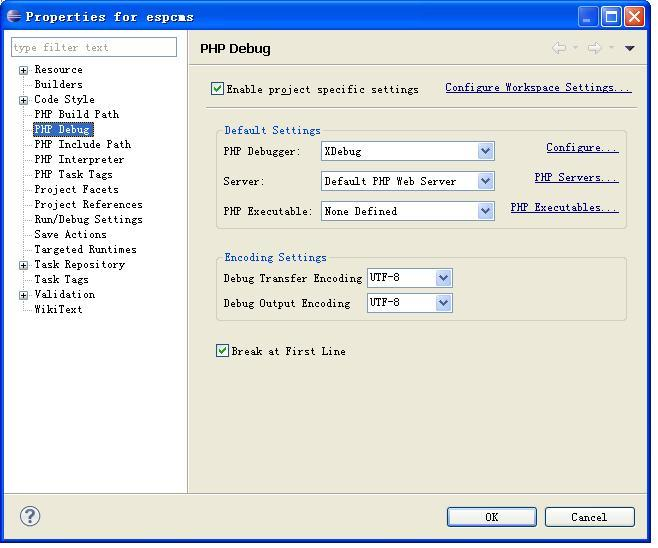 Properties for espcms
type filter text
Resource
Builders
Code Style
PHP Build Path
PHP Debug
PHP Include Path
PHP Interpreter
PHP Task Tags
Project Facets
Project References
Run/Debug Settings
Save Actions
Targeted Runtimes
Task Repository
Task Tags
Validation
WikiText
PHP Debug
Enable project specific settings Configure Workspace Settings...
Default Settings
PHP Debugger: XDebug Configure...
Server: Default PHP Web Server PHP Servers...
PHP Executable: None Defined PHP Executables...
Encoding Settings
Debug Transfer Encoding UTF-8
Debug Output Encoding UTF-8
Break at First Line
? OK Cancel